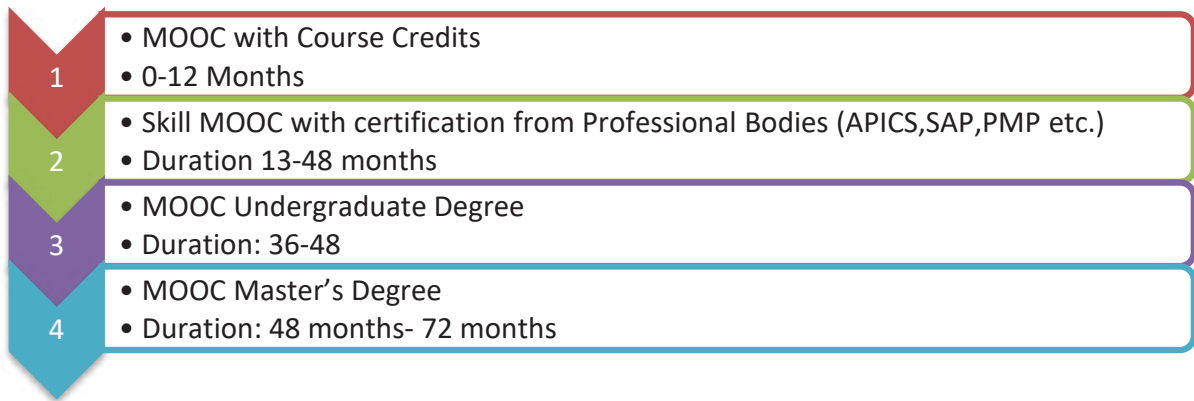 1
• MOOC with Course Credits
• 0-12 Months
2
• Skill MOOC with certification from Professional Bodies (APICS,SAP,PMP etc.)
• Duration 13-48 months
3
• MOOC Undergraduate Degree
• Duration: 36-48
4
• MOOC Master’s Degree
• Duration: 48 months- 72 months